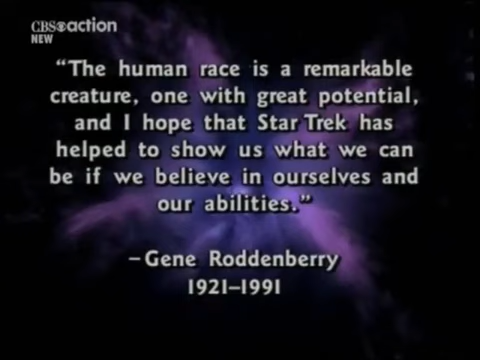 CBS action
NEW
“The human race is a remarkable
creature, one with great potential,
and I hope that Star Trek has
helped to show us what we can
be if we believe in ourselves and
our abilities.”
–Gene Roddenberry
1921–1991